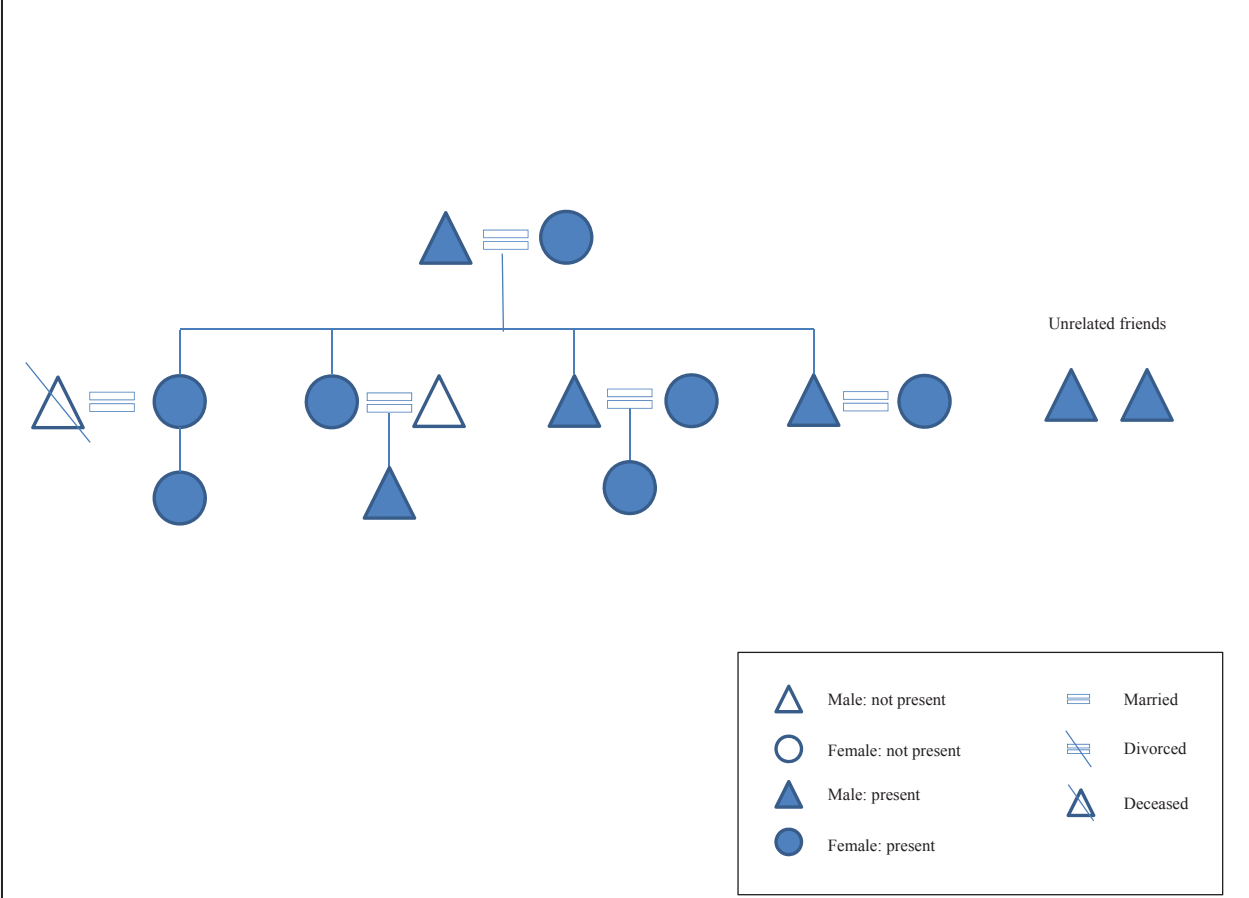 Unrelated friends
Male: not present
Married
Female: not present
Divorced
Male: present
Deceased
Female: present